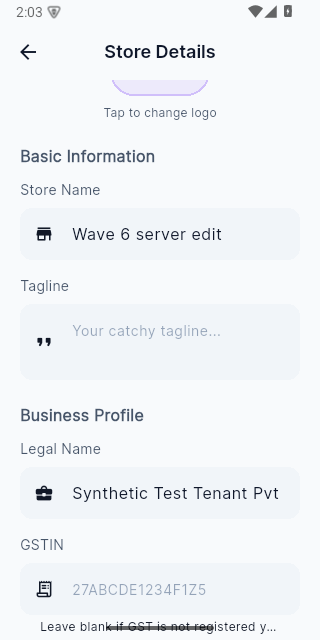 2:03
Store Details
Tap to change logo
Basic Information
Store Name
Wave 6 server edit
Tagline
Your catchy tagline...
Business Profile
Legal Name
Synthetic Test Tenant Pvt
GSTIN
27ABCDE1234F1Z5
Leave blank if GST is not registered y...